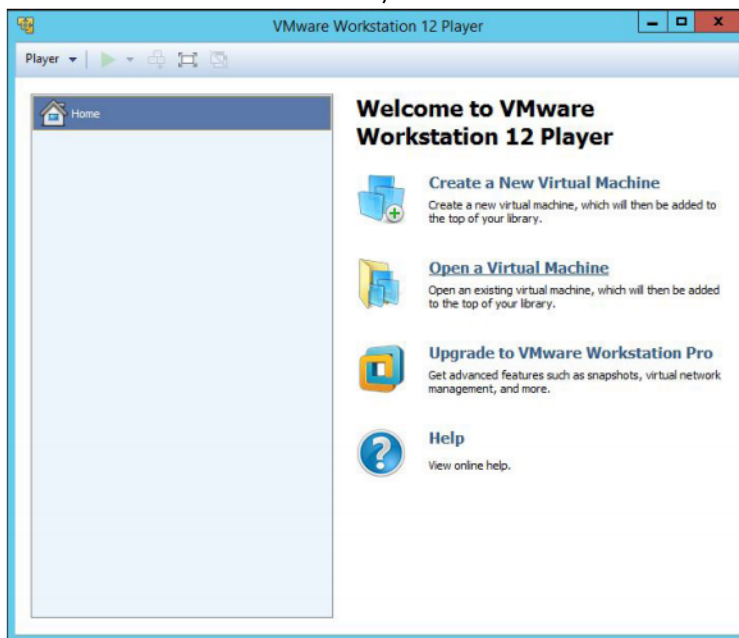 VMware Workstation 12 Player
Player
Home
Welcome to VMware
Workstation 12 Player
Create a New Virtual Machine
Create a new virtual machine, which will then be added to
the top of your library.
Open a Virtual Machine
Open an existing virtual machine, which will then be added
to the top of your library.
Upgrade to VMware Workstation Pro
Get advanced features such as snapshots, virtual network
management, and more.
Help
View online help.